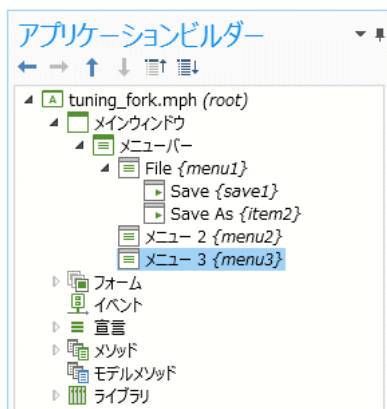 アプリケーションビルダー
tuning_fork.mph (root)
メインウィンドウ
メニューバー
File {menu1}
Save {save1}
Save As {item2}
メニュー 2 {menu2}
メニュー 3 {menu3}
フォーム
イベント
宣言
メソッド
モデルメソッド
ライブラリ